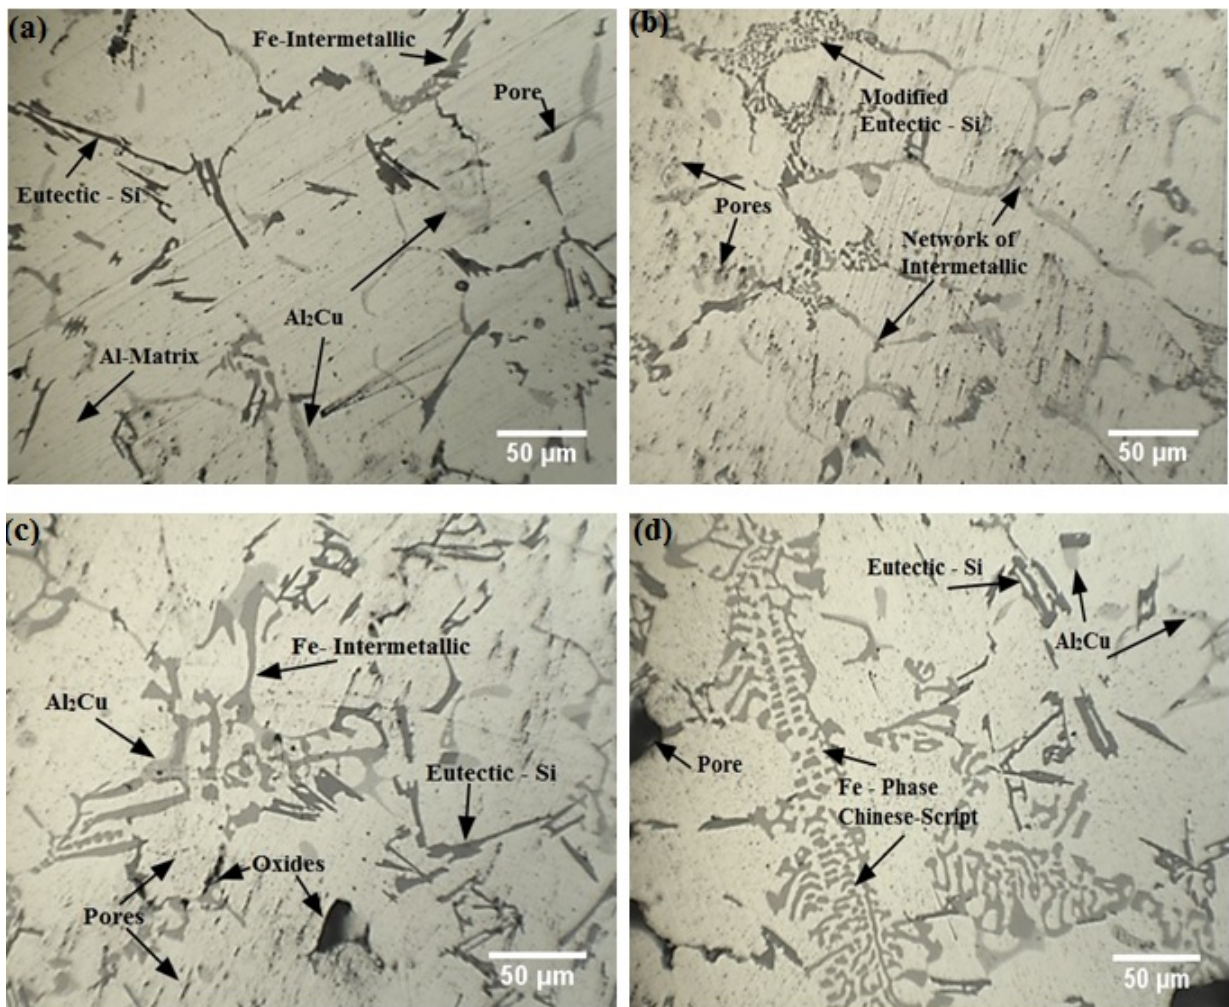 (a)
Fe-Intermetallic
Pore
Eutectic - Si
Al₂Cu
Al-Matrix
50 µm
(b)
Modified
Eutectic - Si
Pores
Network of
Intermetallic
50 µm
(c)
Fe- Intermetallic
Al₂Cu
Eutectic - Si
Oxides
Pores
50 µm
(d)
Eutectic - Si
Al₂Cu
Pore
Fe - Phase
Chinese-Script
50 µm